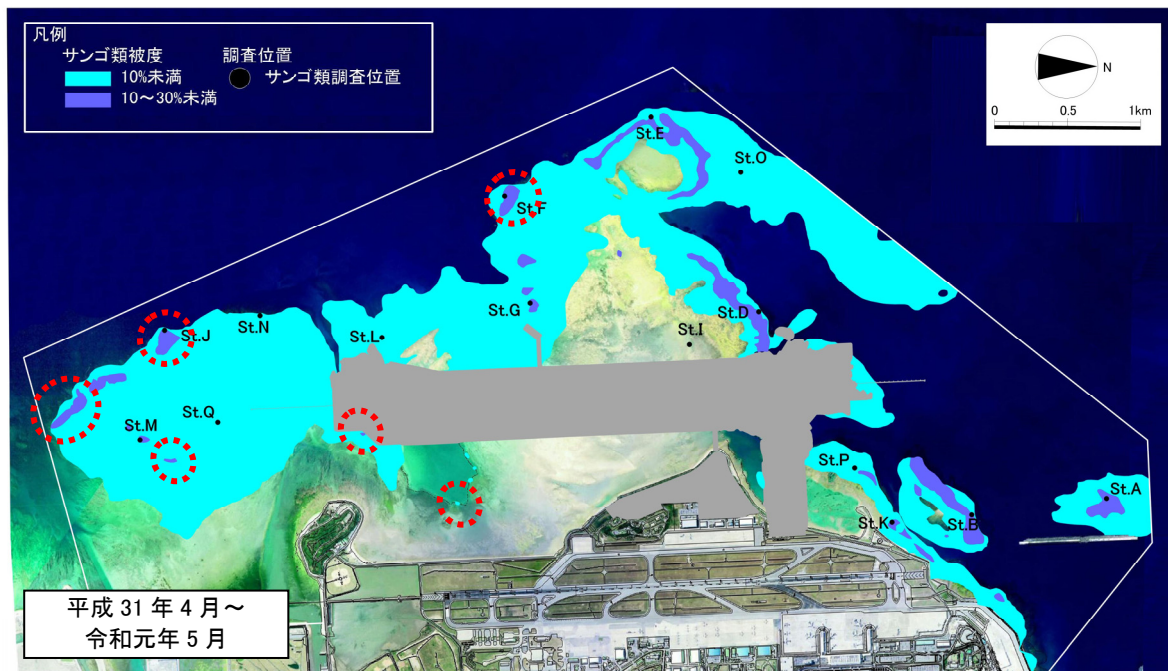 凡例
サンゴ類被度
調査位置
10%未満
サンゴ類調査位置
10～30%未満
N
0 0.5 1km
St.E
St.O
St.F
St.G
St.D
St.N
St.J
St.L
St.I
St.Q
St.M
St.P
St.A
St.K
St.B
平成 31 年 4 月～
令和元年 5 月